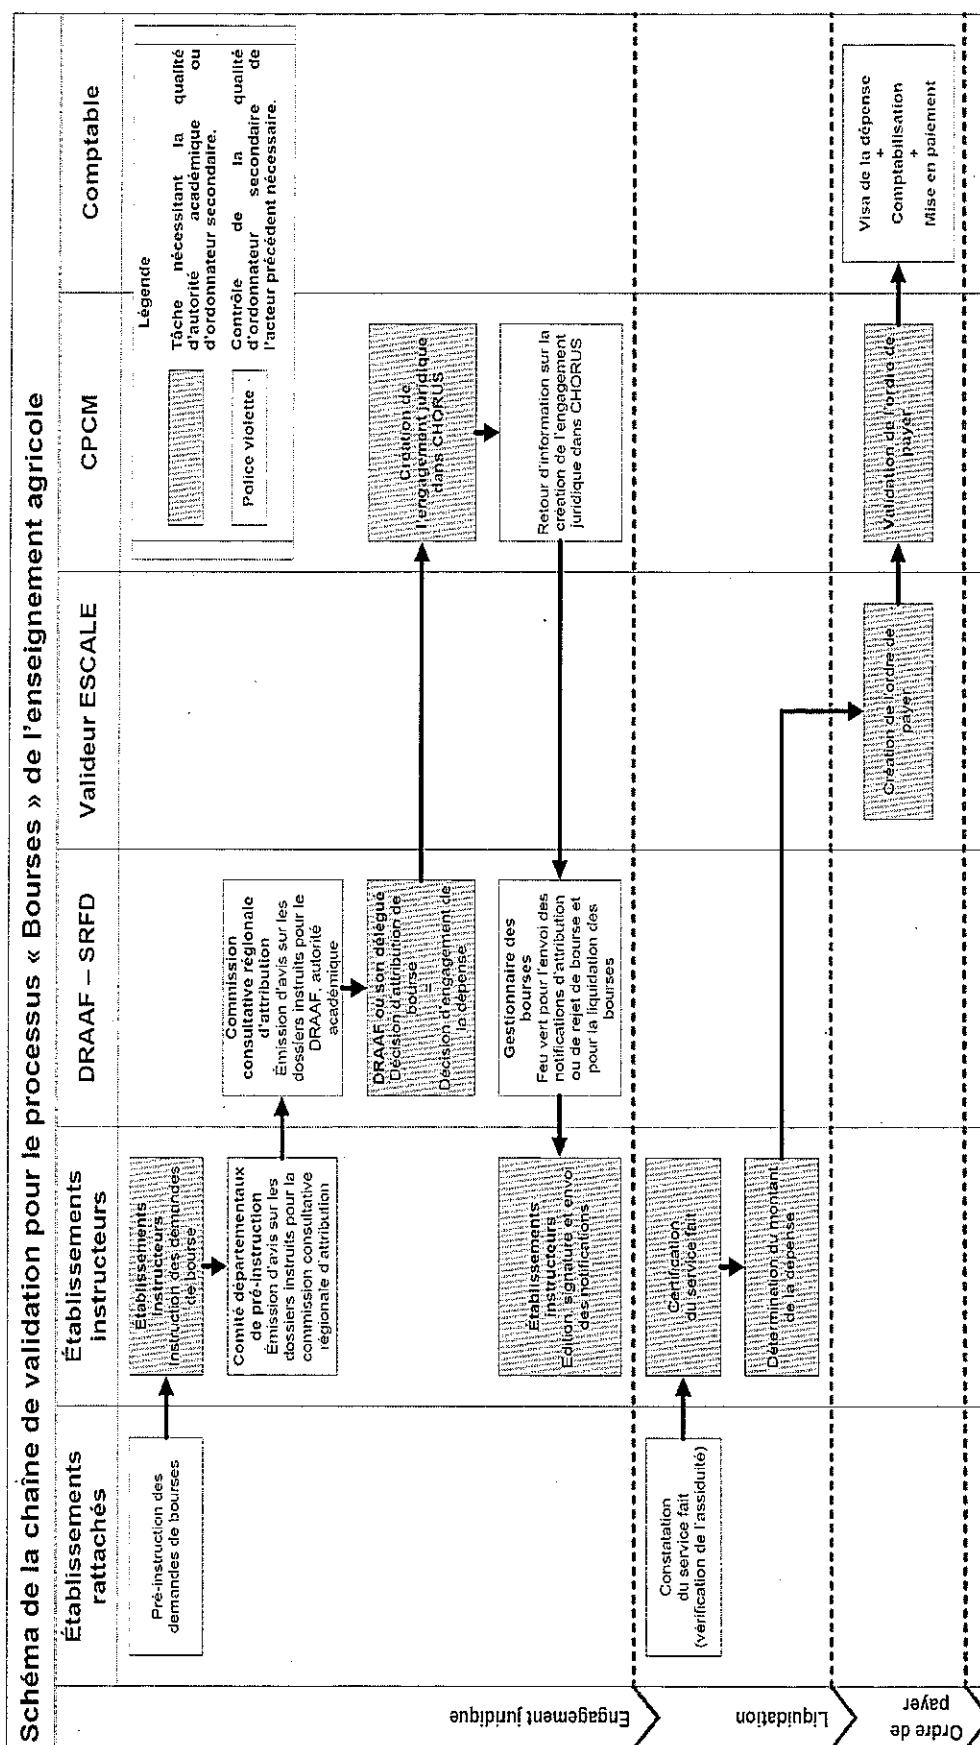 Schéma de la chaîne de validation pour le processus « Bourses » de l'enseignement agricole
Établissements
rattachés
Établissements
instructeurs
DRAAF – SRFD
Valideur ESCALE
CPCM
Comptable
Légende
Tâche nécessitant la qualité
d'autorité académique ou
d'ordonnateur secondaire.
Police violette
Contrôle de la qualité
d'ordonnateur secondaire de
l'acteur précédent nécessaire.
Engagement juridique
Pré-instruction des
demandes de bourses
Établissements
instructeurs
Instruction des demandes
de bourse
Comité départementaux
de pré-instruction
Émission d'avis sur les
dossiers instruits pour la
commission consultative
régionale d'attribution
Commission
consultative régionale
d'attribution
Émission d'avis sur les
dossiers instruits pour le
DRAAF, autorité
académique
DRAAF ou son délégué
Décision d'attribution de
bourse
=
Décision d'engagement de
la dépense
Création de
l'engagement juridique
dans CHORUS
Retour d'information sur la
création de l'engagement
juridique dans CHORUS
Gestionnaire des
bourses
Feu vert pour l'envoi des
notifications d'attribution
ou de rejet de bourse et
pour la liquidation des
bourses
Établissements
instructeurs
Édition, signature et envoi
des notifications
Liquidation
Constatation
du service fait
(vérification de l'assiduité)
Certification
du service fait
Détermination du montant
de la dépense
Ordre de
payer
Création de l'ordre de
payer
Validation de l'ordre de
payer
Visa de la dépense
+
Comptabilisation
+
Mise en paiement